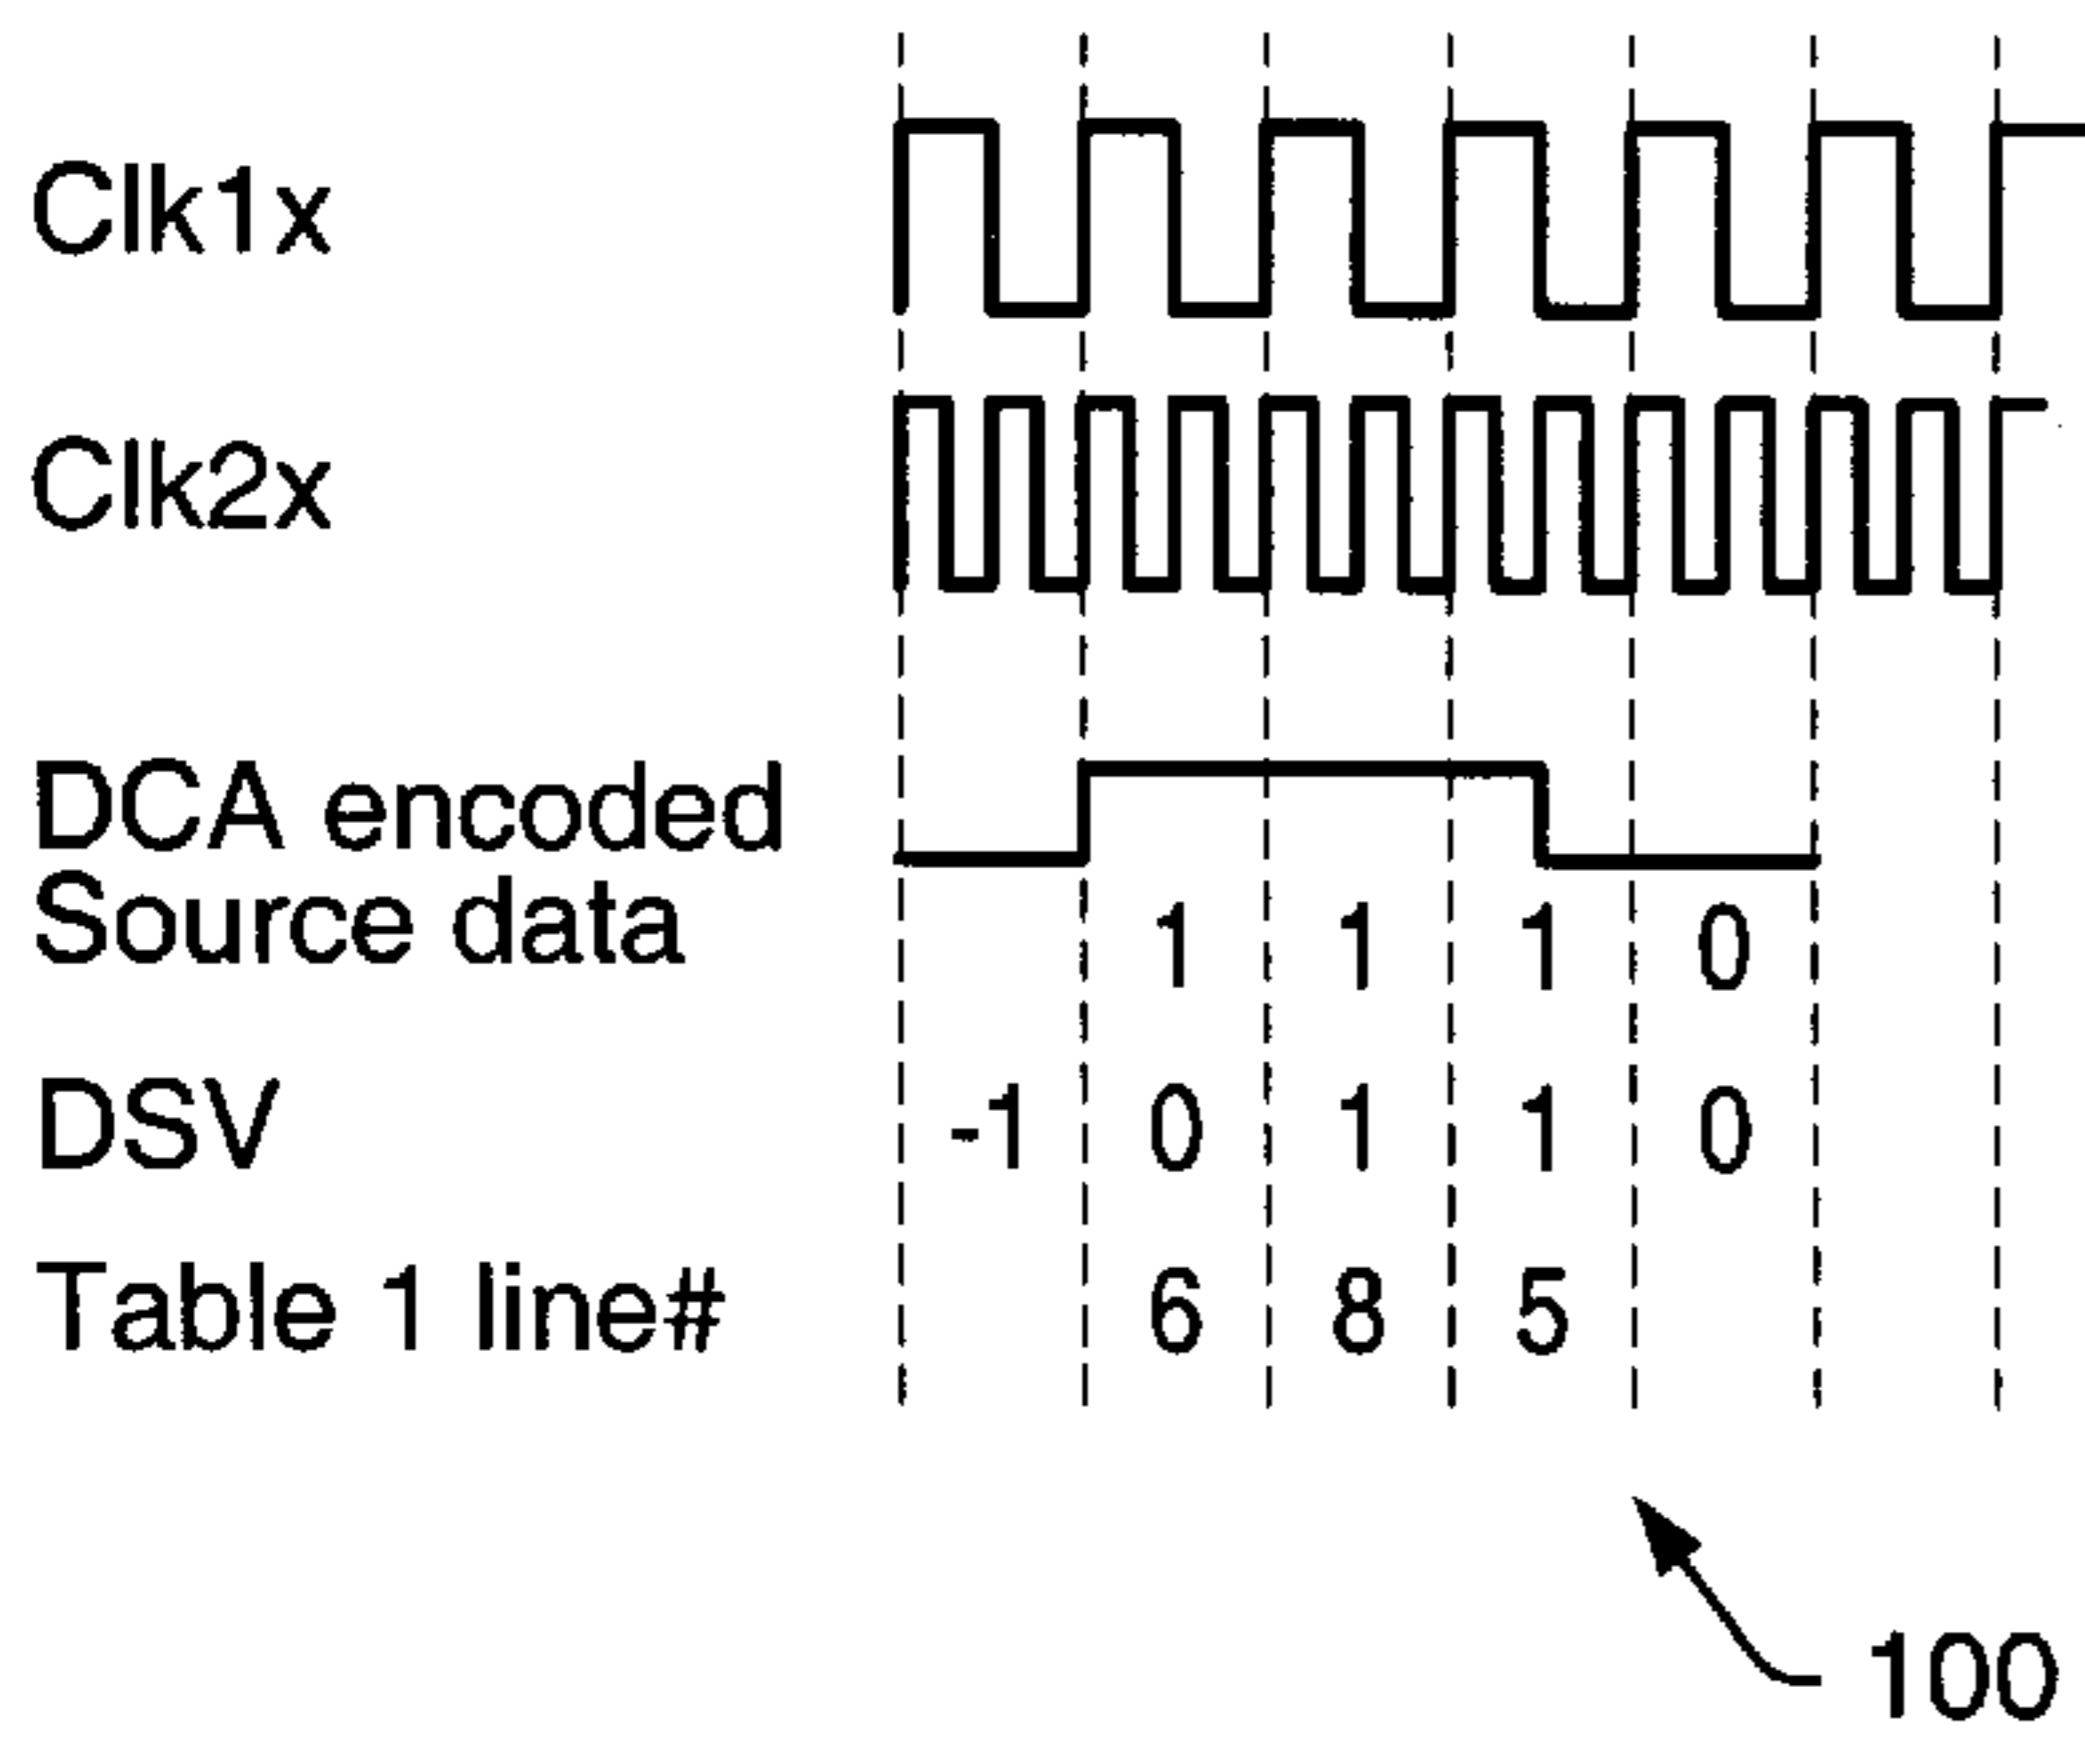 Clk1x
Clk2x
DCA encoded
Source data 1 1 1 0
DSV -1 0 1 1 0
Table 1 line# 6 8 5
100